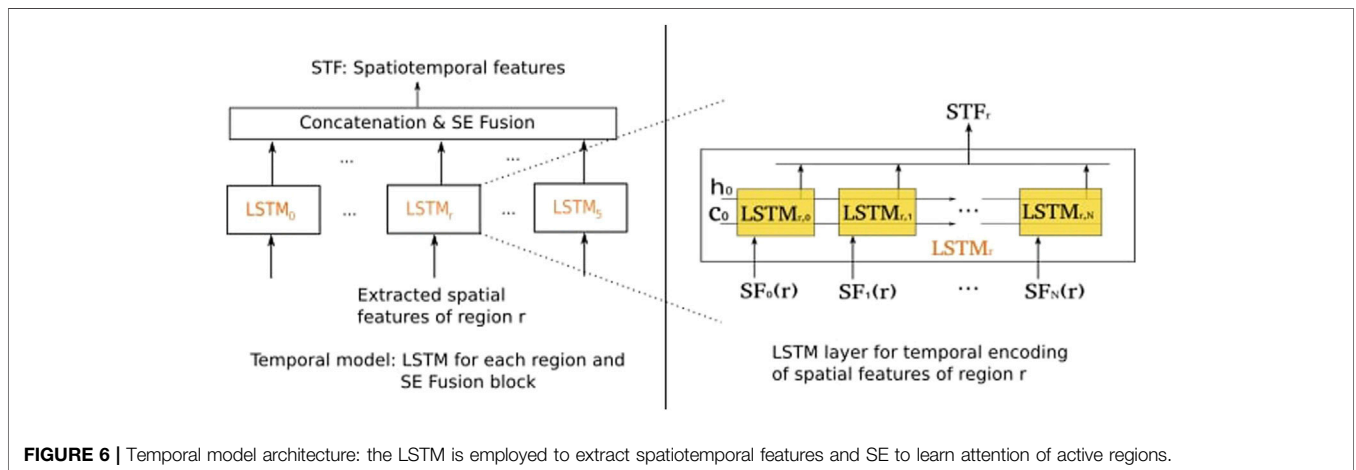 STF: Spatiotemporal features
Concatenation & SE Fusion
... ...
LSTM0 ... LSTMr ... LSTM5
Extracted spatial
features of region r
Temporal model: LSTM for each region and
SE Fusion block
STFr
h0
c0
LSTMr,0 LSTMr,1 ... LSTMr,N
LSTMr
SF0(r) SF1(r) ... SFN(r)
LSTM layer for temporal encoding
of spatial features of region r
FIGURE 6 | Temporal model architecture: the LSTM is employed to extract spatiotemporal features and SE to learn attention of active regions.